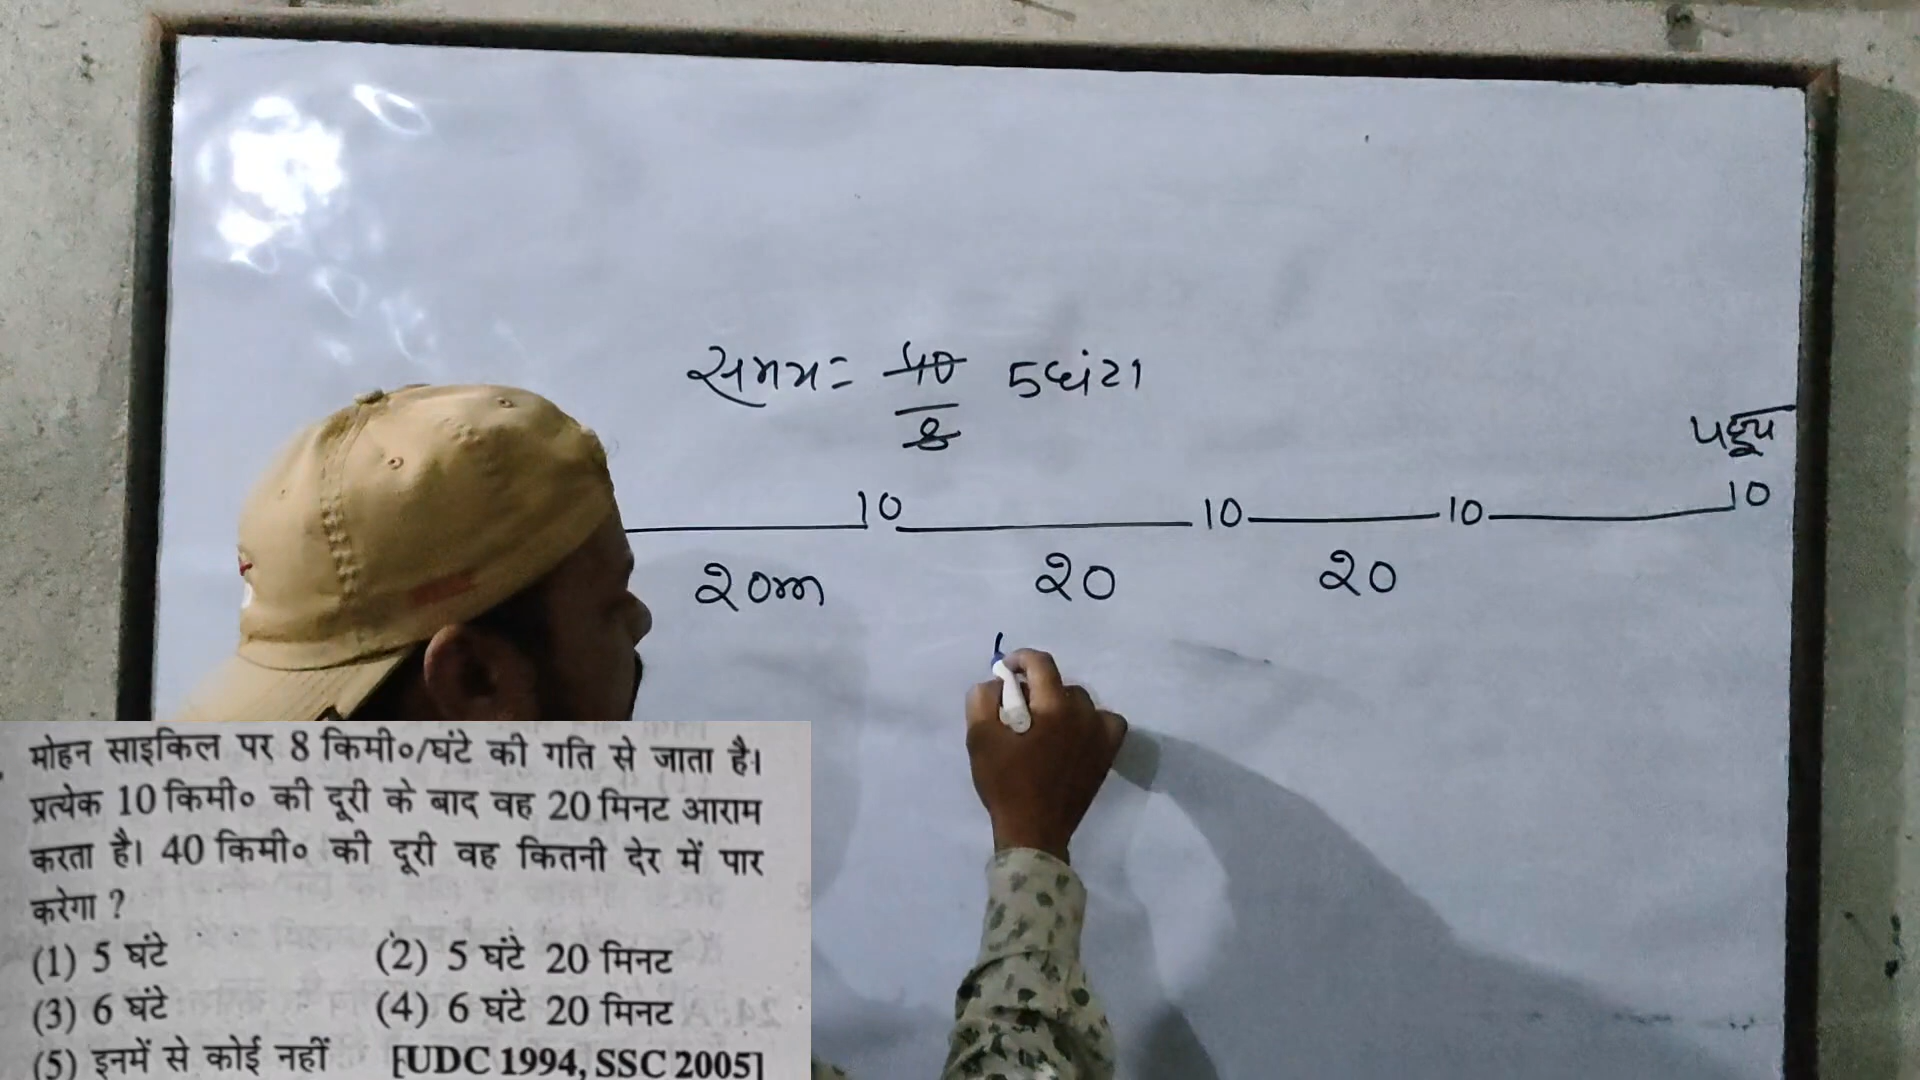 समय = 40 5 घंटा
8
पहुच
10 10 10 10
20m 20 20
मोहन साइकिल पर 8 किमी०/घंटे की गति से जाता है।
प्रत्येक 10 किमी० की दूरी के बाद वह 20 मिनट आराम
करता है। 40 किमी० की दूरी वह कितनी देर में पार
करेगा ?
(1) 5 घंटे (2) 5 घंटे 20 मिनट
(3) 6 घंटे (4) 6 घंटे 20 मिनट
(5) इनमें से कोई नहीं [UDC 1994, SSC 2005]